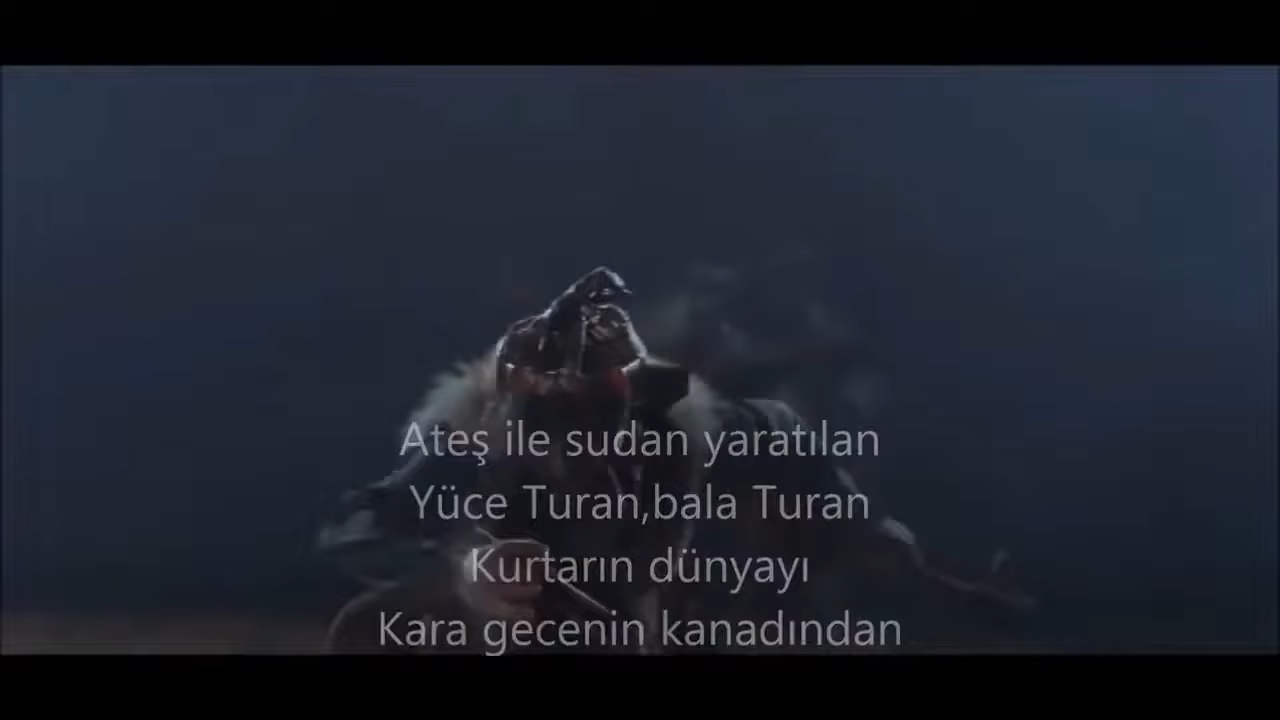 Ateş ile sudan yaratılan
Yüce Turan,bala Turan
Kurtarın dünyayı
Kara gecenin kanadından